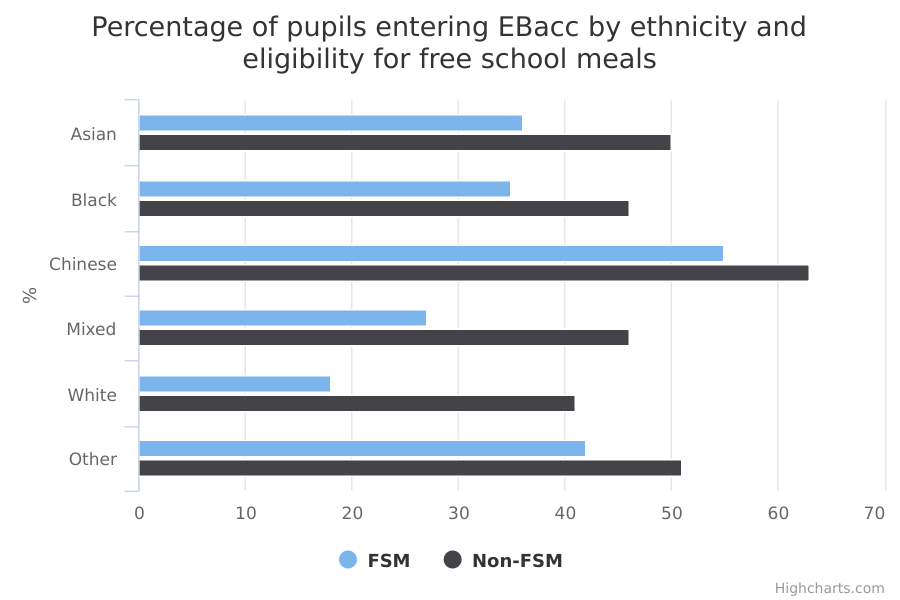 Percentage of pupils entering EBacc by ethnicity and
eligibility for free school meals
%
Asian
Black
Chinese
Mixed
White
Other
0 10 20 30 40 50 60 70
FSM Non-FSM
Highcharts.com